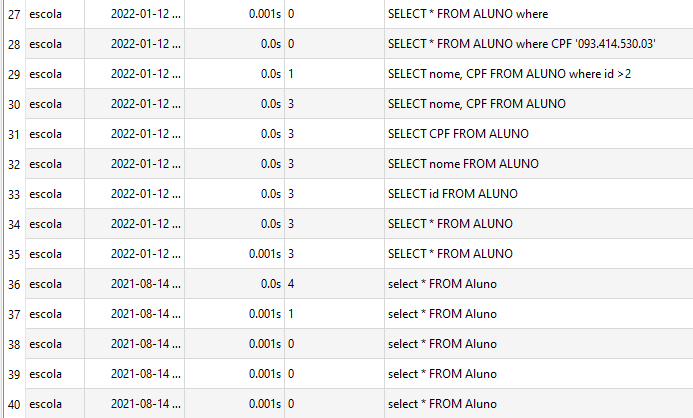 27 escola 2022-01-12 ... 0.001s 0 SELECT * FROM ALUNO where
28 escola 2022-01-12 ... 0.0s 0 SELECT * FROM ALUNO where CPF '093.414.530.03'
29 escola 2022-01-12 ... 0.0s 1 SELECT nome, CPF FROM ALUNO where id >2
30 escola 2022-01-12 ... 0.0s 3 SELECT nome, CPF FROM ALUNO
31 escola 2022-01-12 ... 0.0s 3 SELECT CPF FROM ALUNO
32 escola 2022-01-12 ... 0.0s 3 SELECT nome FROM ALUNO
33 escola 2022-01-12 ... 0.0s 3 SELECT id FROM ALUNO
34 escola 2022-01-12 ... 0.0s 3 SELECT * FROM ALUNO
35 escola 2022-01-12 ... 0.001s 3 SELECT * FROM ALUNO
36 escola 2021-08-14 ... 0.0s 4 select * FROM Aluno
37 escola 2021-08-14 ... 0.001s 1 select * FROM Aluno
38 escola 2021-08-14 ... 0.001s 0 select * FROM Aluno
39 escola 2021-08-14 ... 0.001s 0 select * FROM Aluno
40 escola 2021-08-14 ... 0.001s 0 select * FROM Aluno